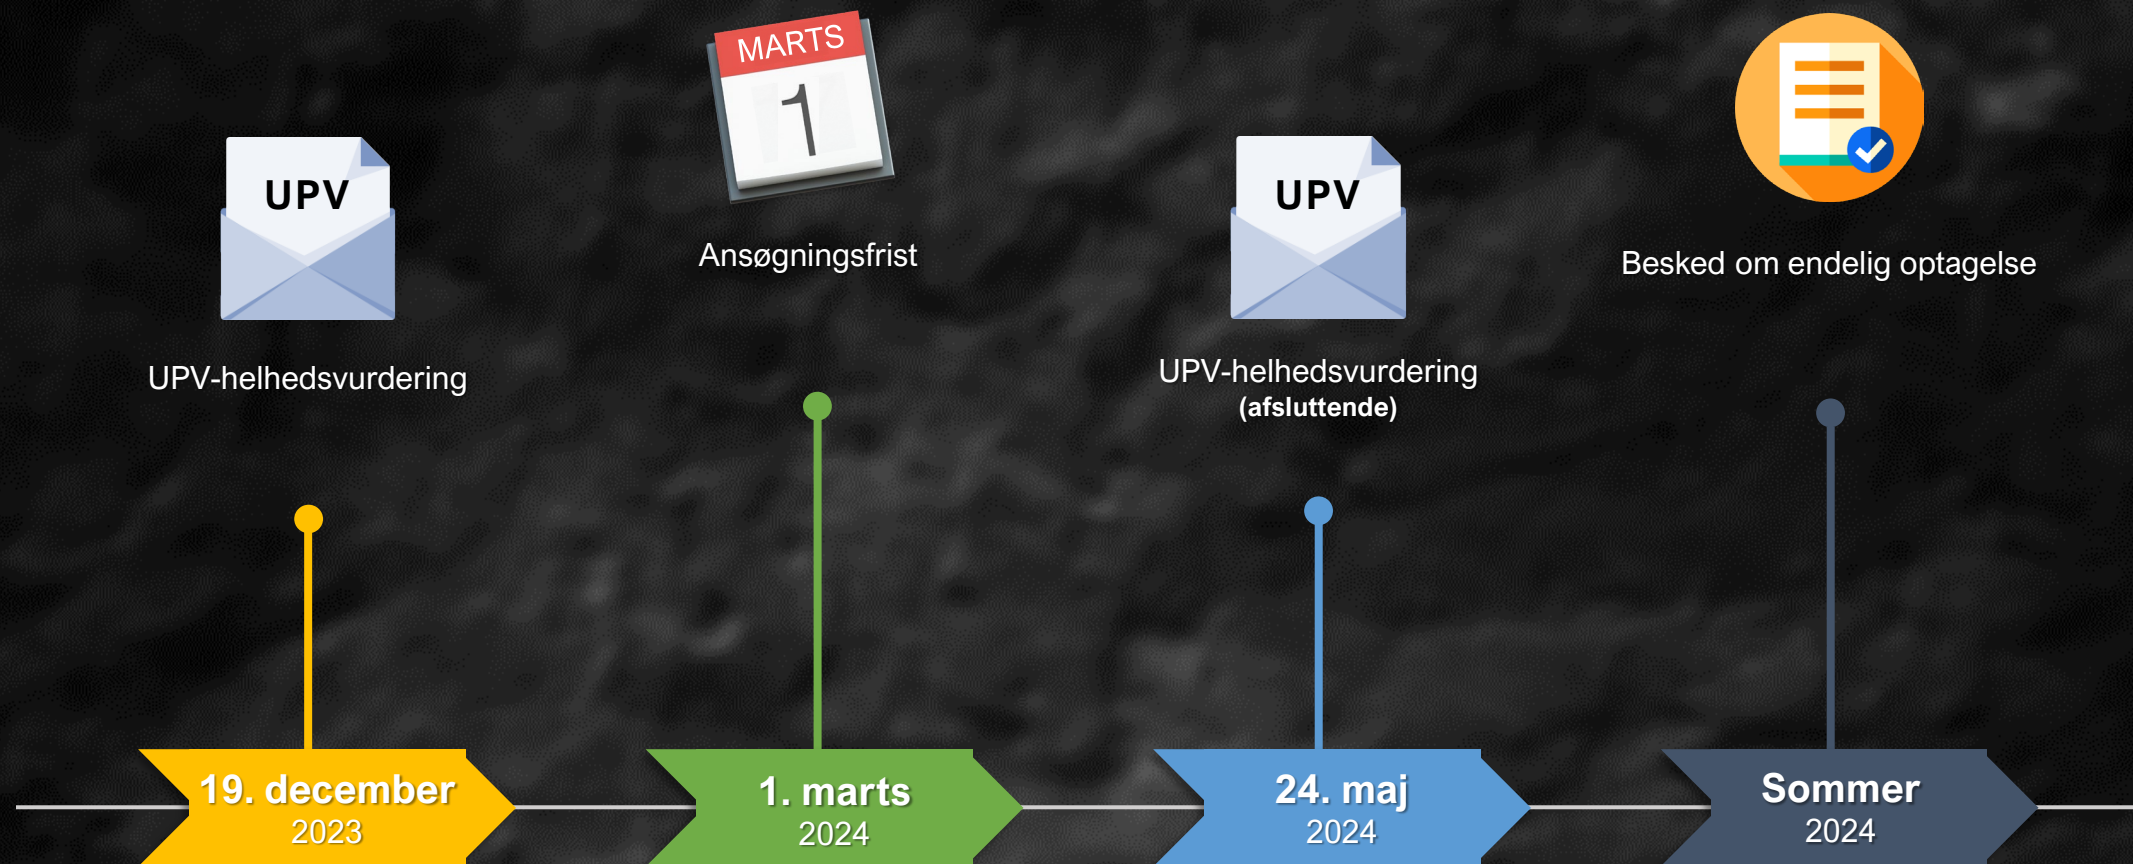 MARTS
1
UPV
UPV-helhedsvurdering
Ansøgningsfrist
UPV
UPV-helhedsvurdering
(afsluttende)
Besked om endelig optagelse
19. december
2023
1. marts
2024
24. maj
2024
Sommer
2024